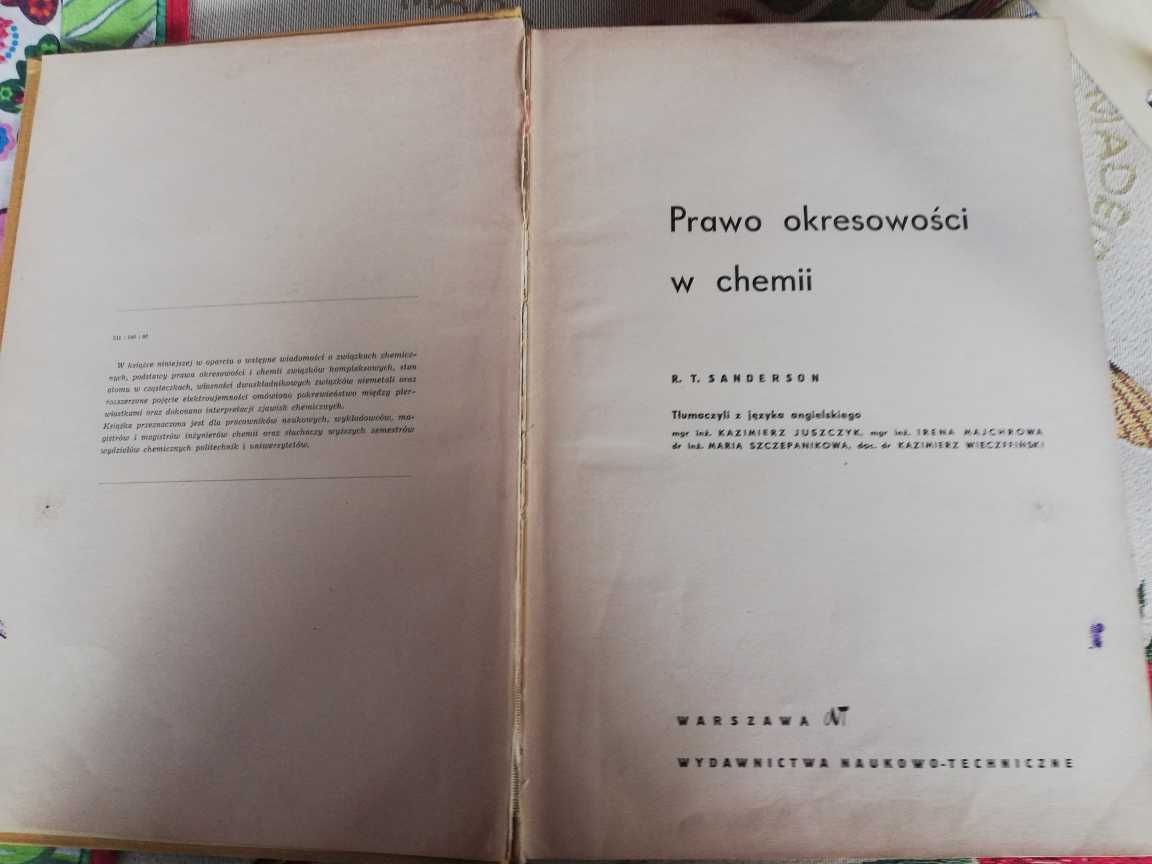 W książce niniejszej w oparciu o wstępne wiadomości o związkach chemicz-
nych, podstawy prawa okresowości i chemii związków kompleksowych, stan
atomu w cząsteczkach, własności dwuskładnikowych związków niemetali oraz
rozszerzone pojęcie elektroujemności omówiono pokrewieństwo między pier-
wiastkami oraz dokonano interpretacji zjawisk chemicznych.
Książka przeznaczona jest dla pracowników naukowych, wykładowców, ma-
gistrów i magistrów inżynierów chemii oraz słuchaczy wyższych semestrów
wydziałów chemicznych politechnik i uniwersytetów.
Prawo okresowości
w chemii
R. T. SANDERSON
Tłumaczyli z języka angielskiego
mgr inż. KAZIMIERZ JUSZCZYK, mgr inż. IRENA MAJCHROWA
dr inż. MARIA SZCZEPANIKOWA, doc. dr KAZIMIERZ
WARSZAWA
WYDAWNICTWA NAUKOWO-TECHNICZNE